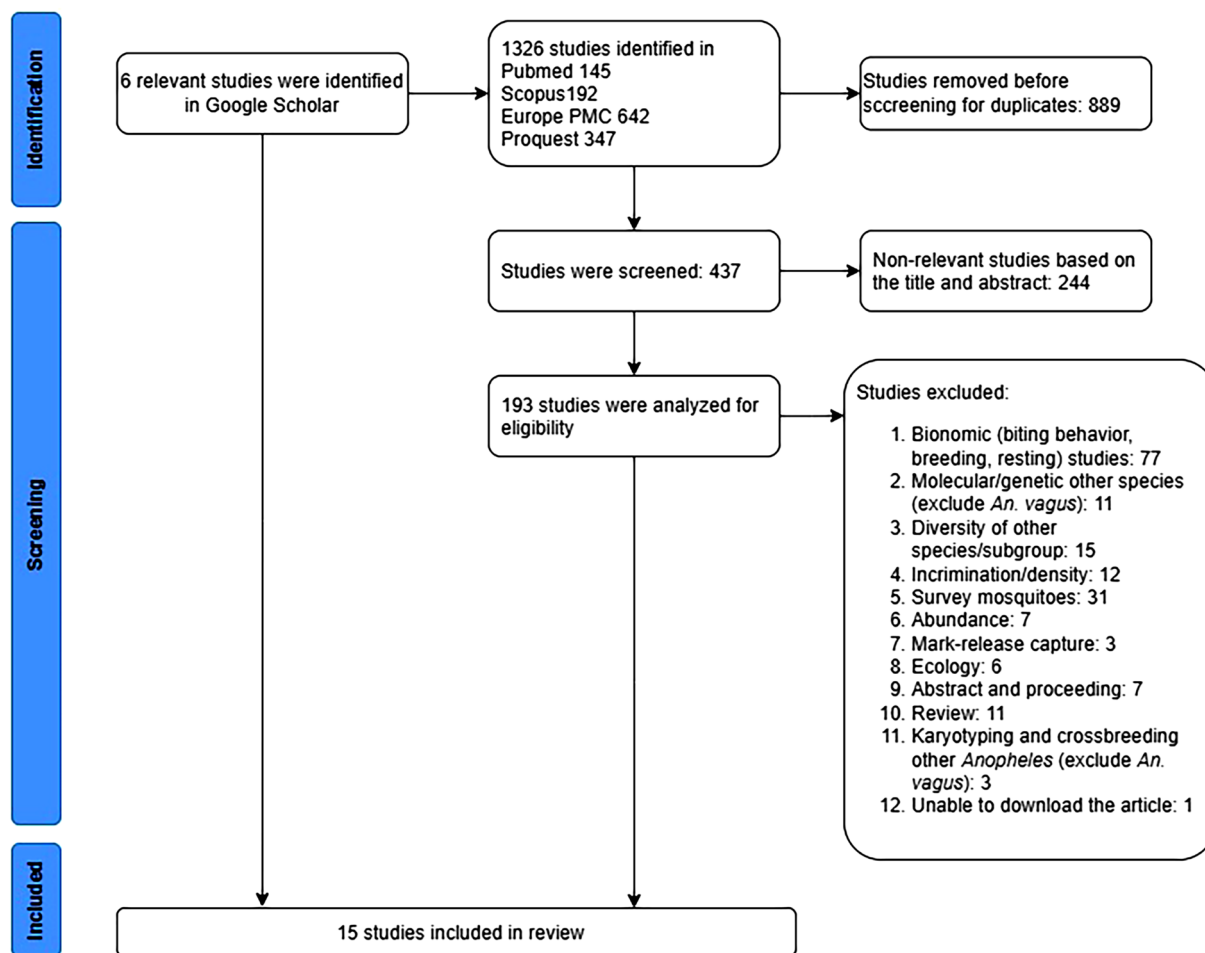 Identification
6 relevant studies were identified
in Google Scholar
1326 studies identified in
Pubmed 145
Scopus192
Europe PMC 642
Proquest 347
Studies removed before
sccreening for duplicates: 889
Screening
Studies were screened: 437
Non-relevant studies based on
the title and abstract: 244
193 studies were analyzed for
eligibility
Studies excluded:
1. Bionomic (biting behavior,
breeding, resting) studies: 77
2. Molecular/genetic other species
(exclude An. vagus): 11
3. Diversity of other
species/subgroup: 15
4. Incrimination/density: 12
5. Survey mosquitoes: 31
6. Abundance: 7
7. Mark-release capture: 3
8. Ecology: 6
9. Abstract and proceeding: 7
10. Review: 11
11. Karyotyping and crossbreeding
other Anopheles (exclude An.
vagus): 3
12. Unable to download the article: 1
Included
15 studies included in review